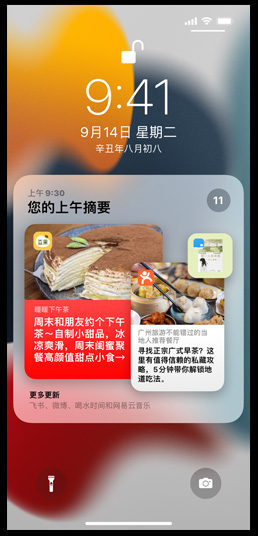 9:41
9月14日 星期二
辛丑年八月初八
上午9:30
您的上午摘要
11
暖暖下午茶
周末和朋友约个下午
茶～自制小甜品，冰
凉爽滑，周末闺蜜聚
餐高颜值甜点小食→
广州旅游不能错过的当
地人推荐餐厅
寻找正宗广式早茶？这
里有值得信赖的私藏攻
略，5分钟带你解锁地
道吃法。
更多更新
飞书、微博、喝水时间和网易云音乐